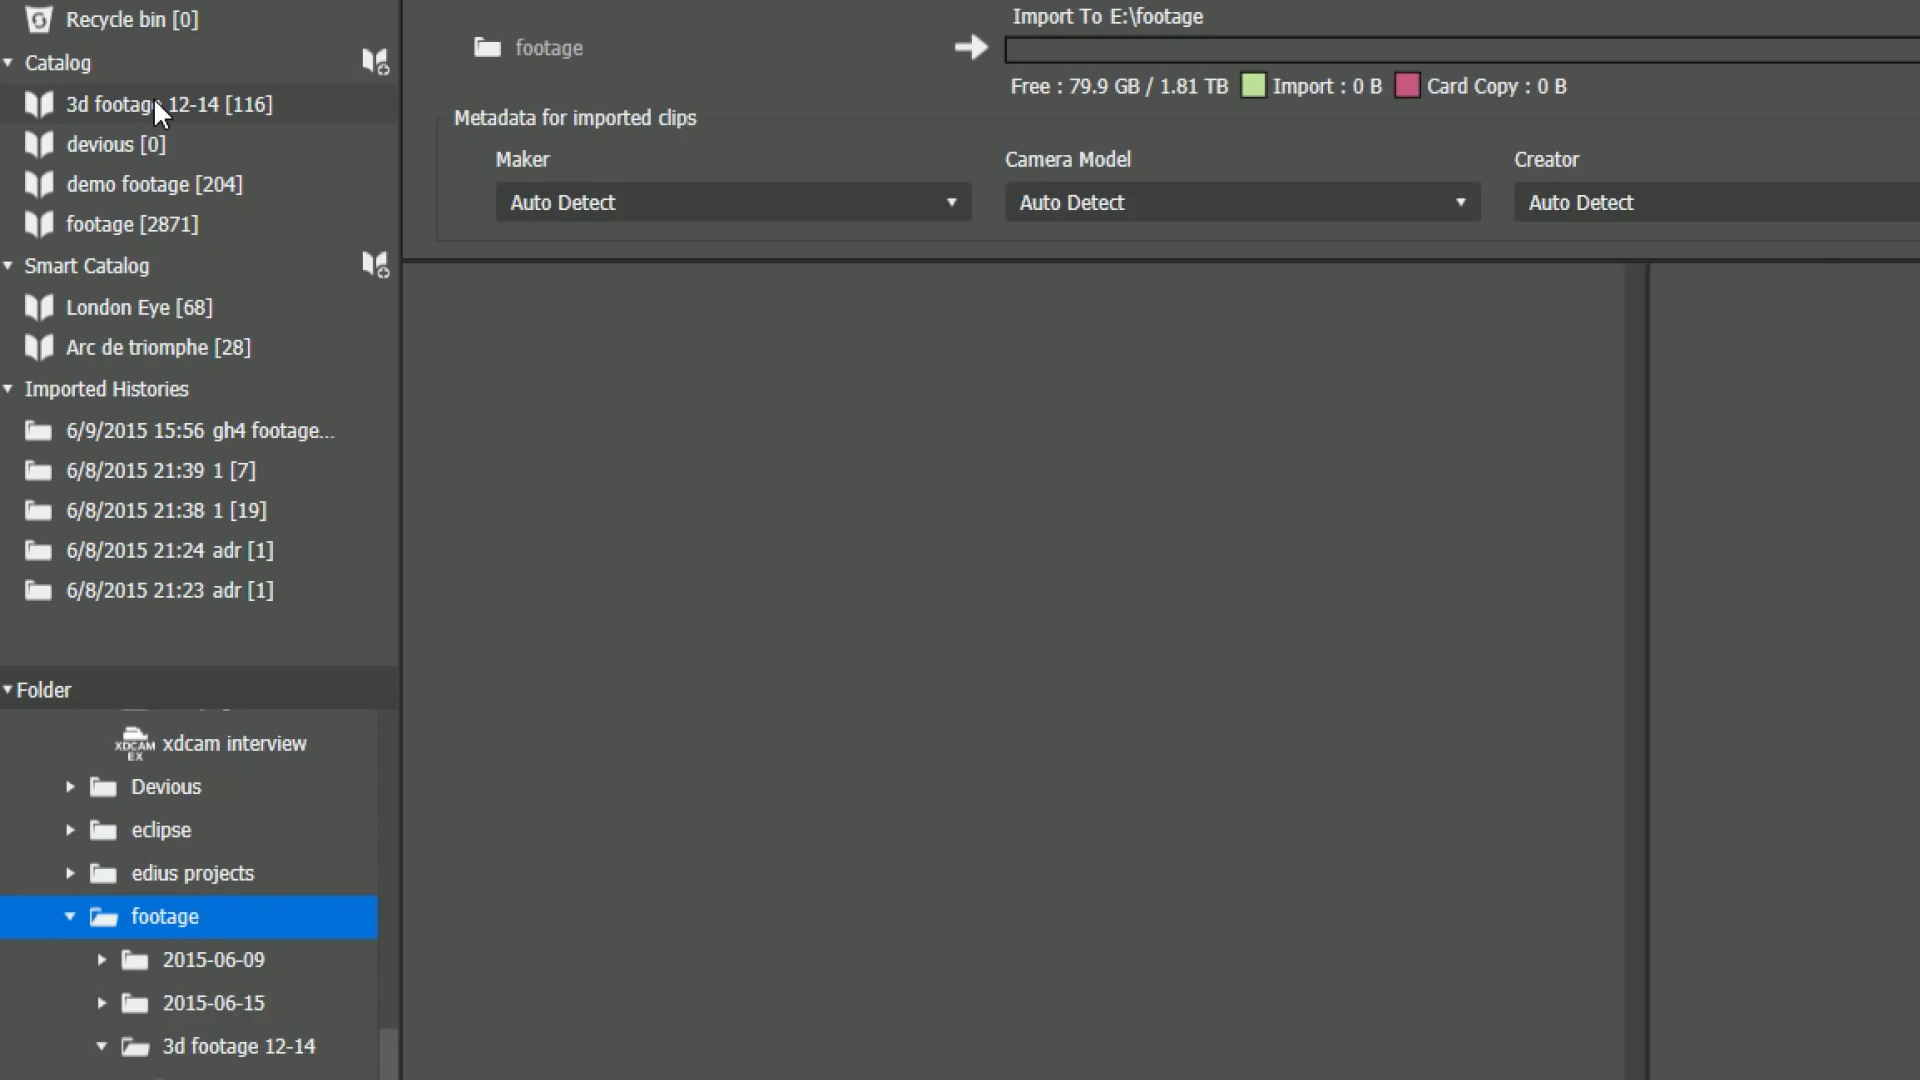 Recycle bin [0]
Catalog
3d footage 12-14 [116]
devious [0]
demo footage [204]
footage [2871]
Smart Catalog
London Eye [68]
Arc de triomphe [28]
Imported Histories
6/9/2015 15:56 gh4 footage...
6/8/2015 21:39 1 [7]
6/8/2015 21:38 1 [19]
6/8/2015 21:24 adr [1]
6/8/2015 21:23 adr [1]
Folder
XDCAM EX xdcam interview
Devious
eclipse
edius projects
footage
2015-06-09
2015-06-15
3d footage 12-14
footage
Import To E:\footage
Free : 79.9 GB / 1.81 TB Import : 0 B Card Copy : 0 B
Metadata for imported clips
Maker Camera Model Creator
Auto Detect Auto Detect Auto Detect